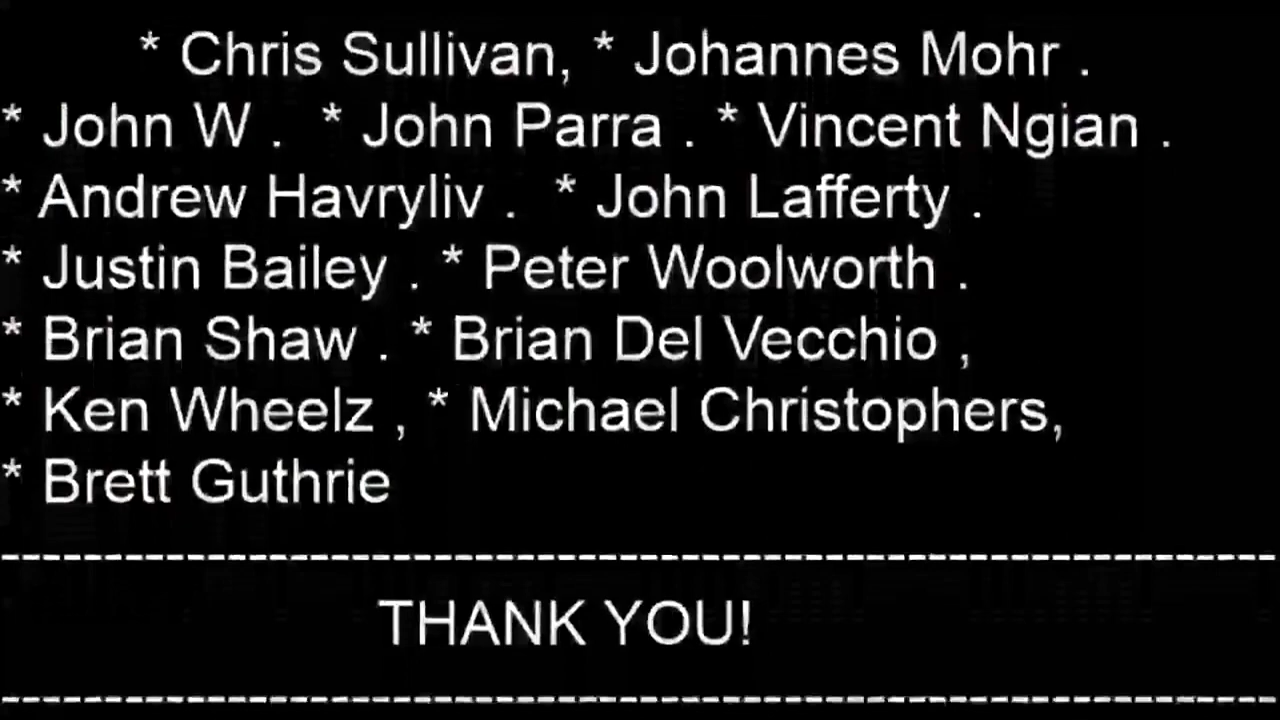 * Chris Sullivan, * Johannes Mohr .
* John W .  * John Parra . * Vincent Ngian .
* Andrew Havryliv .  * John Lafferty .
* Justin Bailey . * Peter Woolworth .
* Brian Shaw . * Brian Del Vecchio ,
* Ken Wheelz , * Michael Christophers,
* Brett Guthrie
----------------------------------------------------------------
THANK YOU!
----------------------------------------------------------------